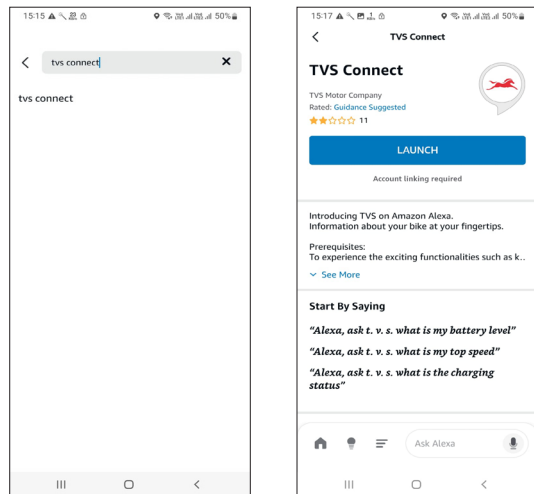 15:15
50%
tvs connect
tvs connect
15:17
50%
TVS Connect
TVS Connect
TVS Motor Company
Rated: Guidance Suggested
11
LAUNCH
Account linking required
Introducing TVS on Amazon Alexa.
Information about your bike at your fingertips.
Prerequisites:
To experience the exciting functionalities such as k..
See More
Start By Saying
“Alexa, ask t. v. s. what is my battery level”
“Alexa, ask t. v. s. what is my top speed”
“Alexa, ask t. v. s. what is the charging
status”
Ask Alexa